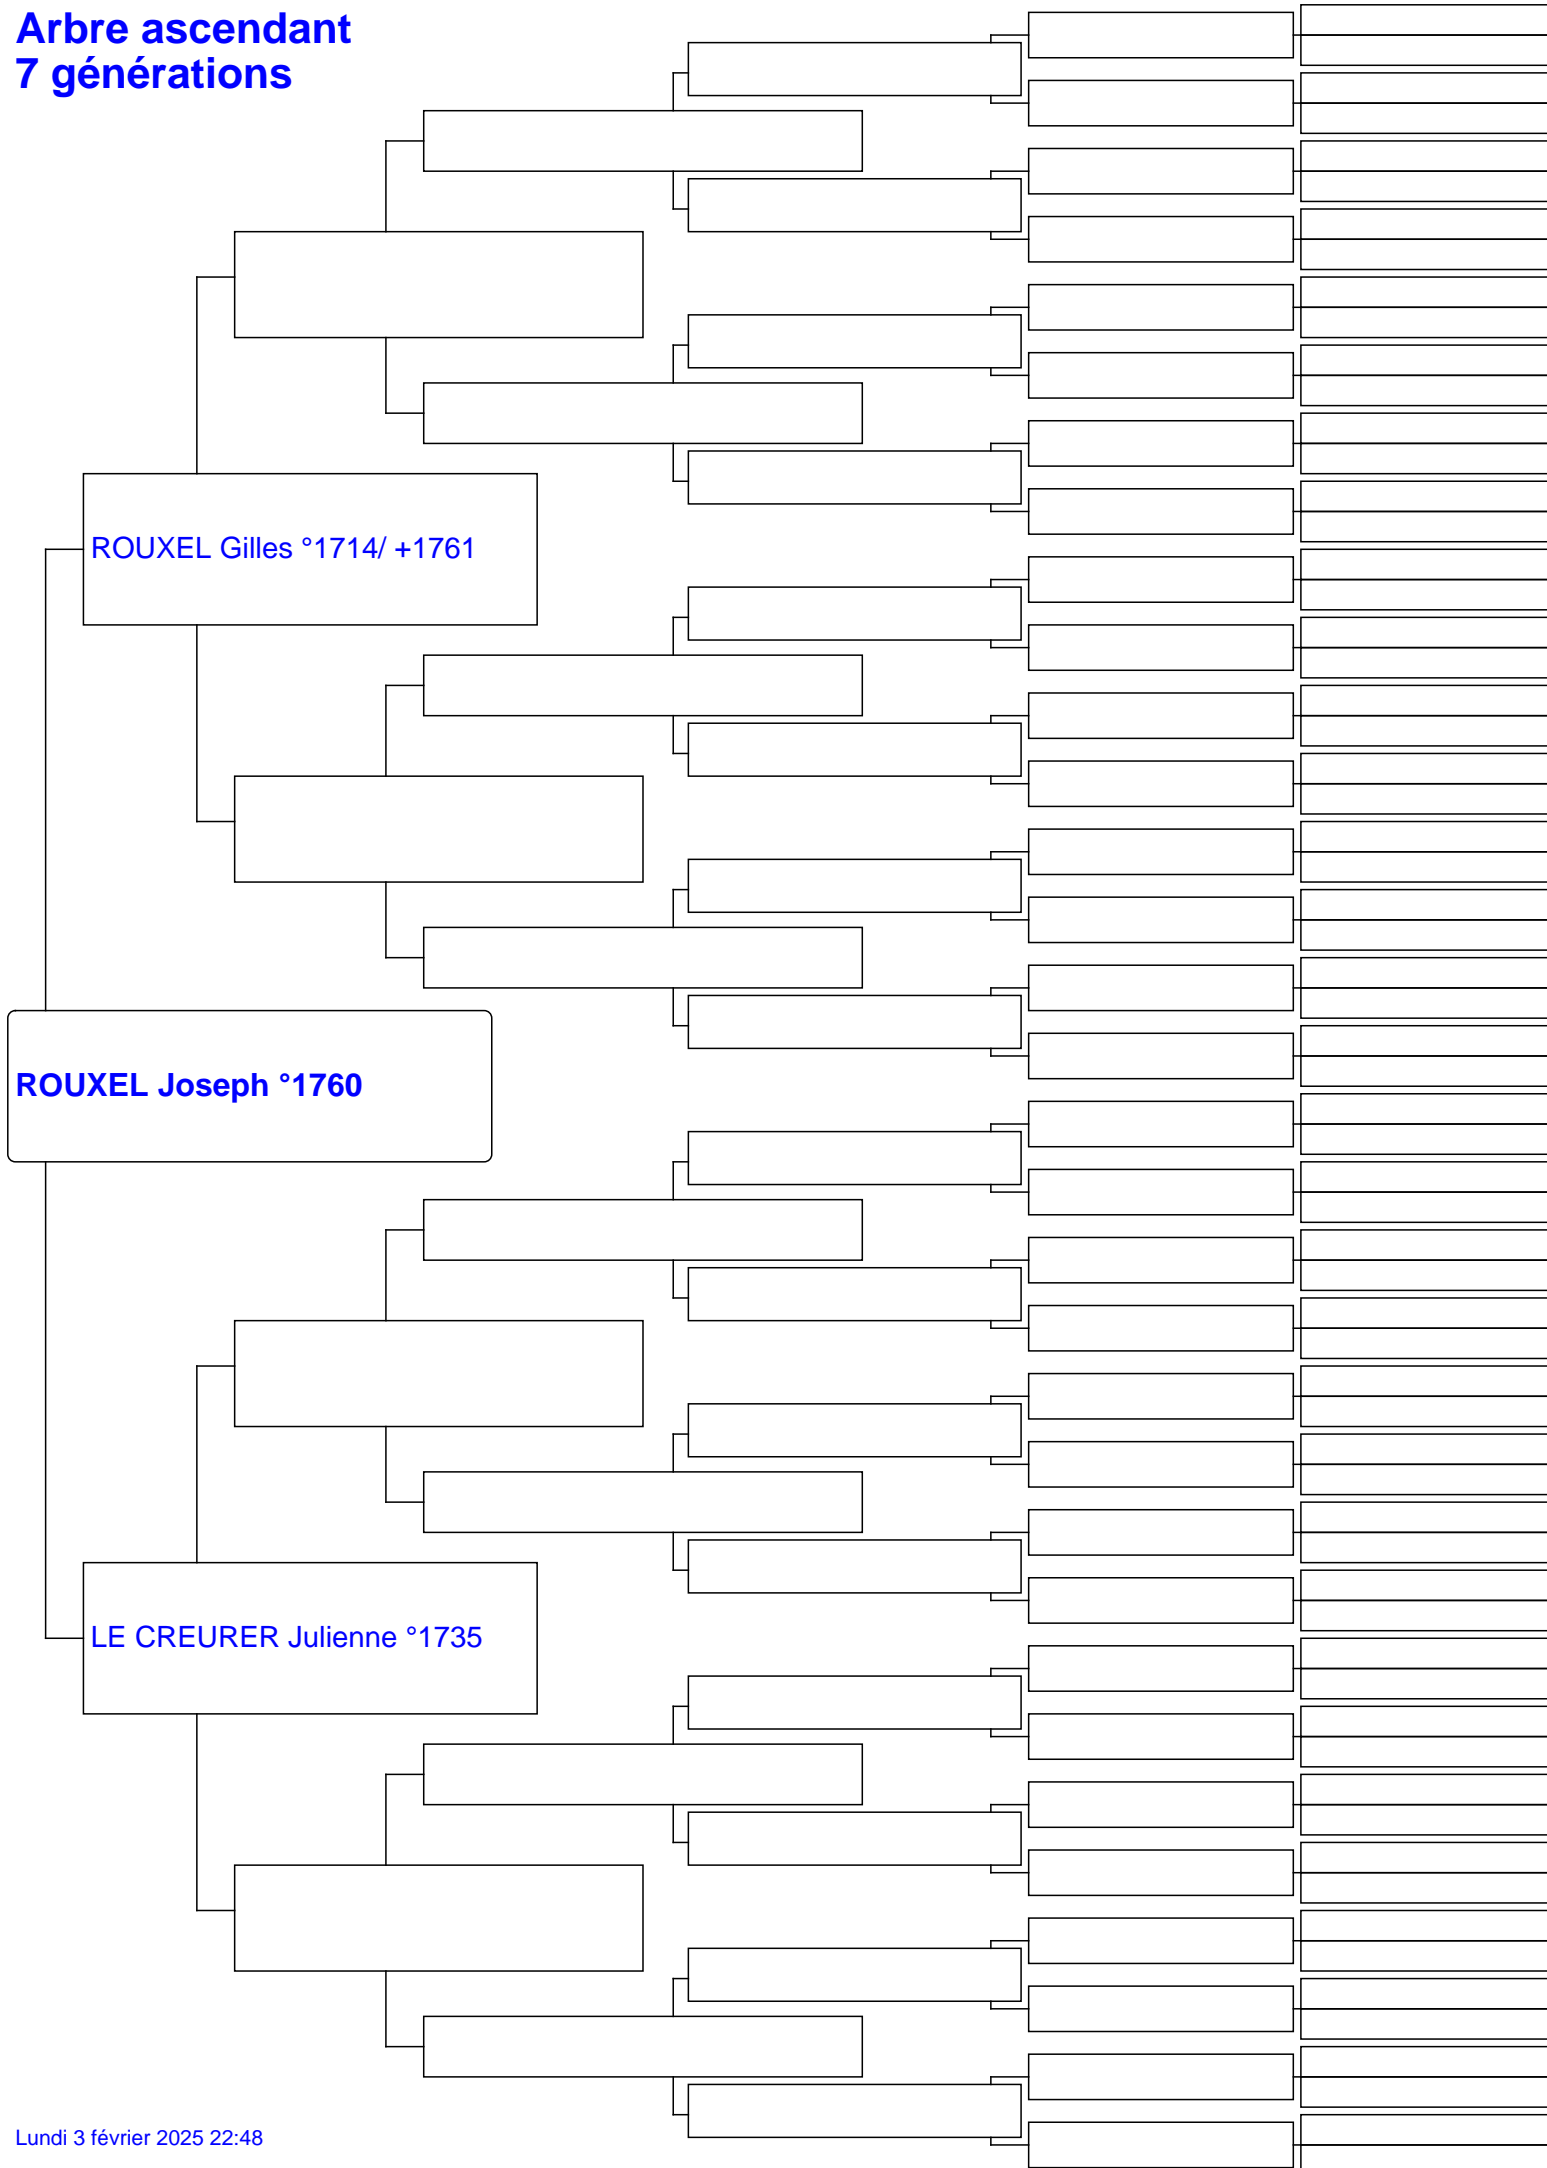 Arbre ascendant
7 générations
ROUXEL Gilles °1714/ +1761
ROUXEL Joseph °1760
LE CREURER Julienne °1735
Lundi 3 février 2025 22:48